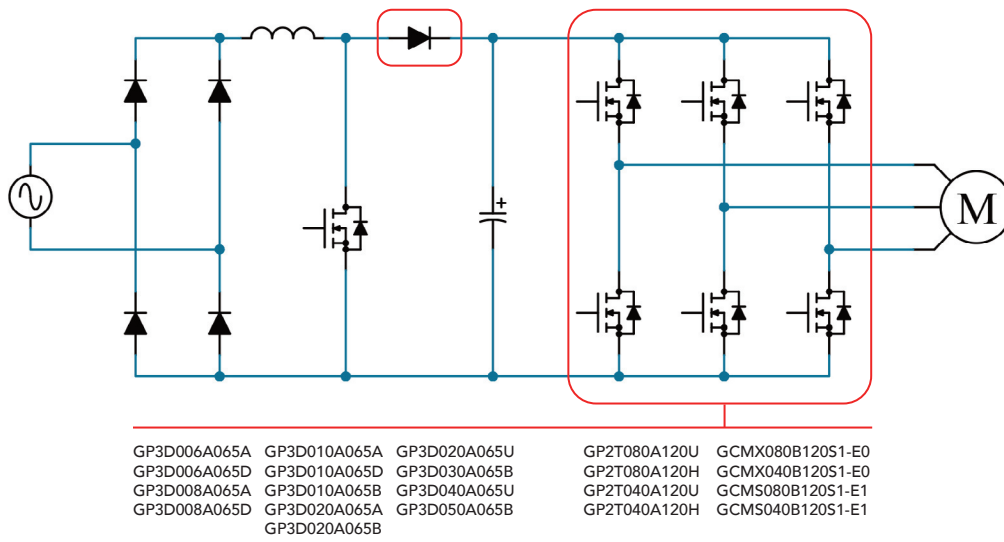 +
M
GP3D006A065A GP3D010A065A GP3D020A065U GP2T080A120U GCMX080B120S1-E0
GP3D006A065D GP3D010A065D GP3D030A065B GP2T080A120H GCMX040B120S1-E0
GP3D008A065A GP3D010A065B GP3D040A065U GP2T040A120U GCMS080B120S1-E1
GP3D008A065D GP3D020A065A GP3D050A065B GP2T040A120H GCMS040B120S1-E1
GP3D020A065B